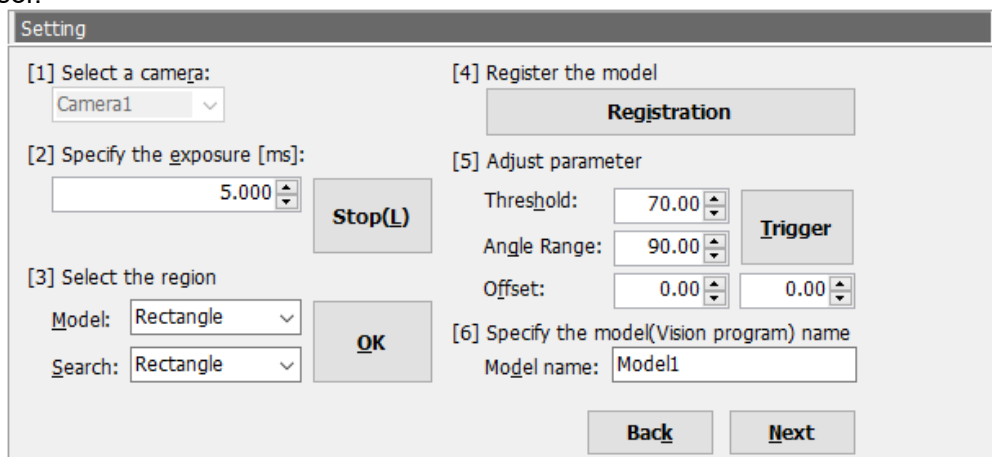 Setting
[1] Select a camera:
Camera1
[2] Specify the exposure [ms]:
5.000
Stop(L)
[3] Select the region
Model: Rectangle
Search: Rectangle
OK
[4] Register the model
Registration
[5] Adjust parameter
Threshold: 70.00
Angle Range: 90.00
Trigger
Offset: 0.00 0.00
[6] Specify the model(Vision program) name
Model name: Model1
Back Next